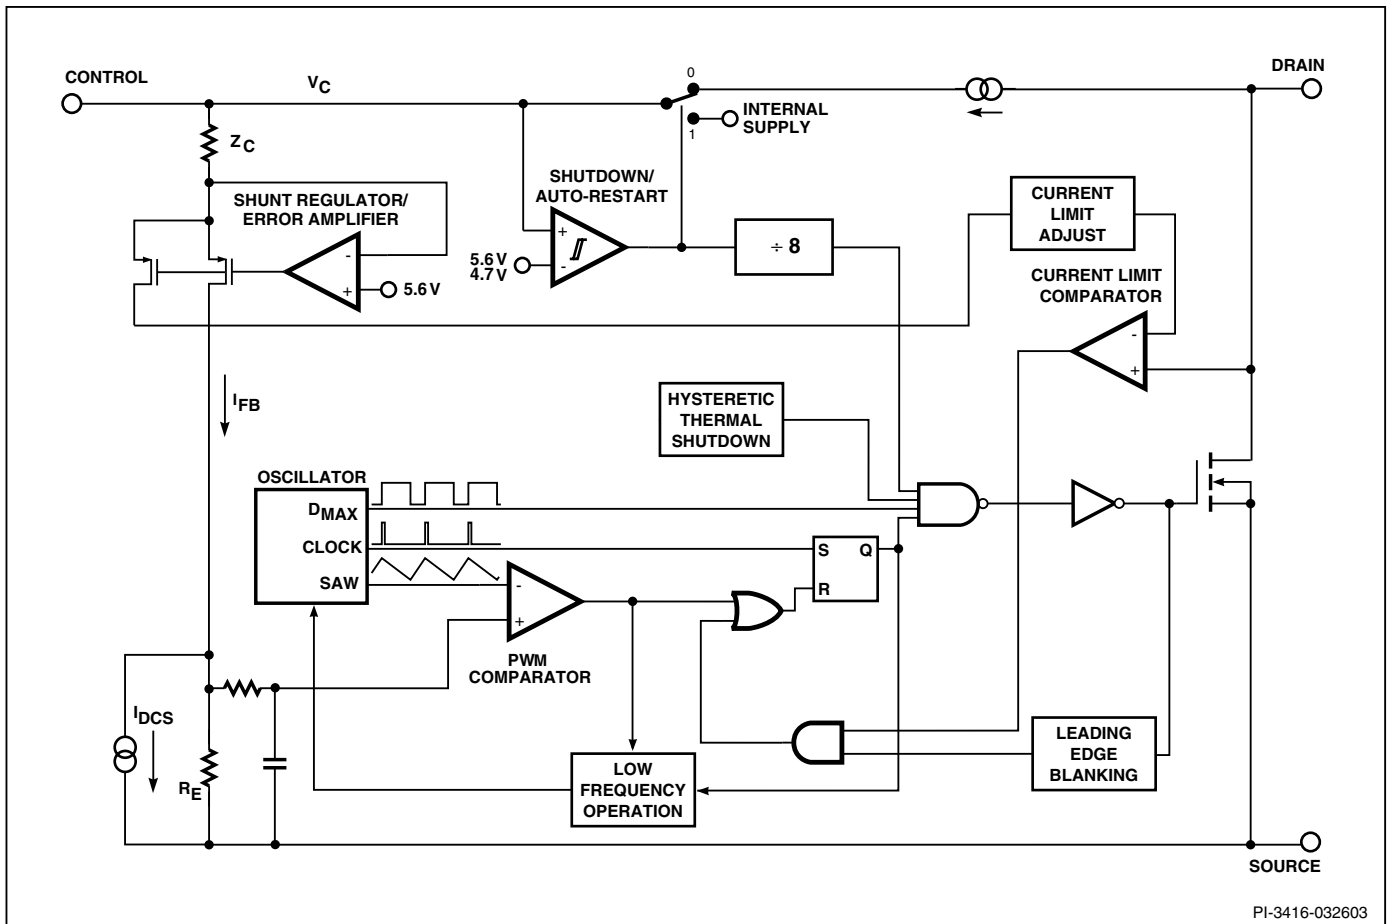 CONTROL
V_C
0
DRAIN
INTERNAL
SUPPLY
1
Z_C
SHUNT REGULATOR/
ERROR AMPLIFIER
-
+
5.6 V
SHUTDOWN/
AUTO-RESTART
+
-
5.6 V
4.7 V
÷ 8
CURRENT
LIMIT
ADJUST
CURRENT LIMIT
COMPARATOR
-
+
I_FB
HYSTERETIC
THERMAL
SHUTDOWN
OSCILLATOR
D_MAX
CLOCK
SAW
-
+
PWM
COMPARATOR
S Q
R
I_DCS
R_E
LOW
FREQUENCY
OPERATION
LEADING
EDGE
BLANKING
SOURCE
PI-3416-032603